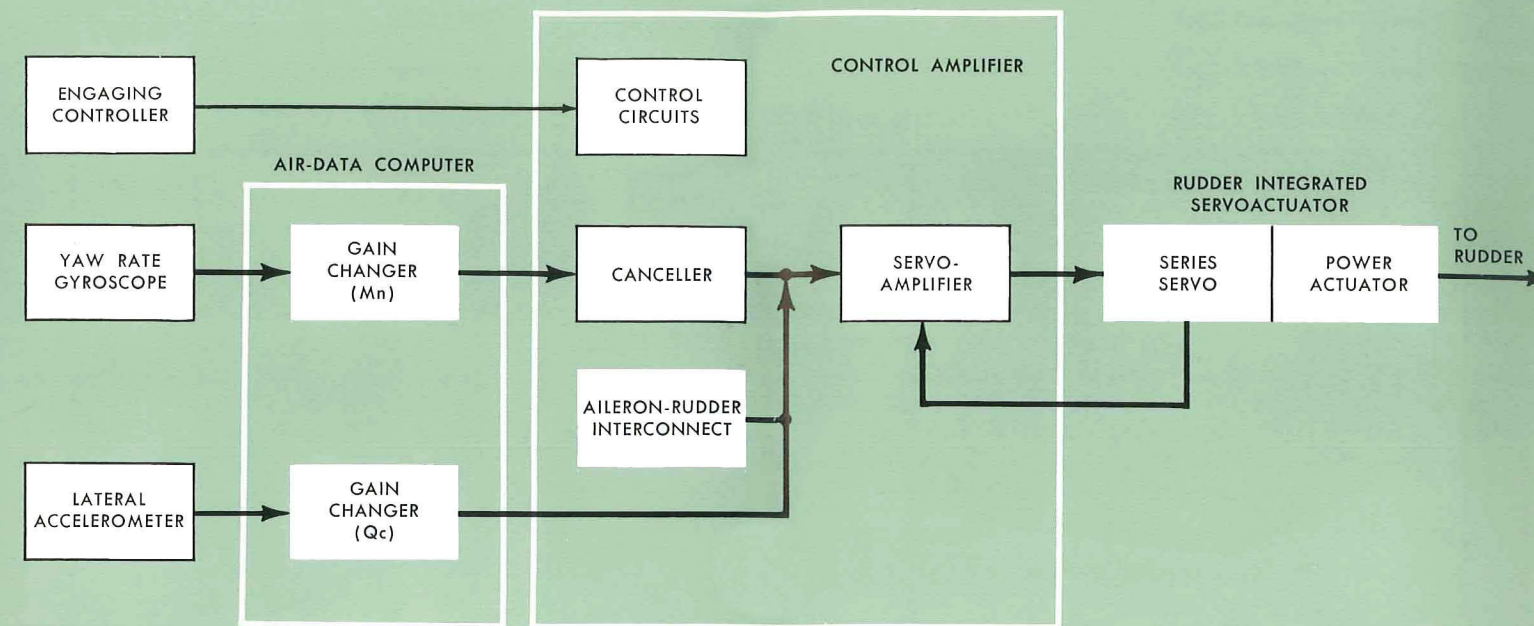 CONTROL AMPLIFIER
ENGAGING
CONTROLLER
CONTROL
CIRCUITS
AIR-DATA COMPUTER
RUDDER INTEGRATED
SERVOACTUATOR
YAW RATE
GYROSCOPE
GAIN
CHANGER
(Mn)
CANCELLER
SERVO-
AMPLIFIER
SERIES
SERVO
POWER
ACTUATOR
TO
RUDDER
AILERON-RUDDER
INTERCONNECT
LATERAL
ACCELEROMETER
GAIN
CHANGER
(Qc)